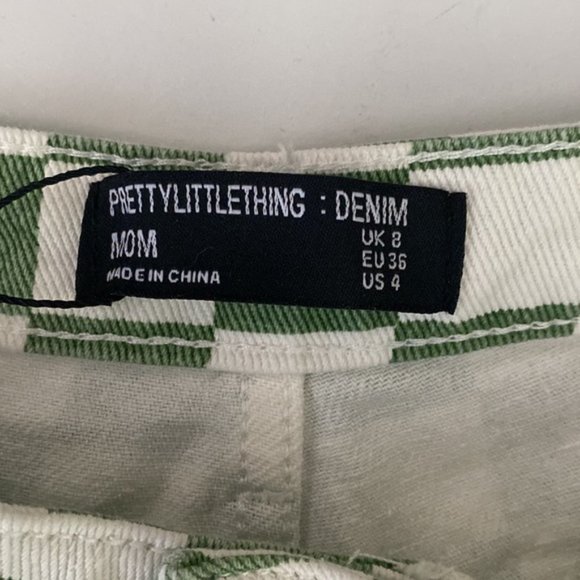 PRETTYLITTLETHING : DENIM
MOM
MADE IN CHINA
UK 8
EU 36
US 4